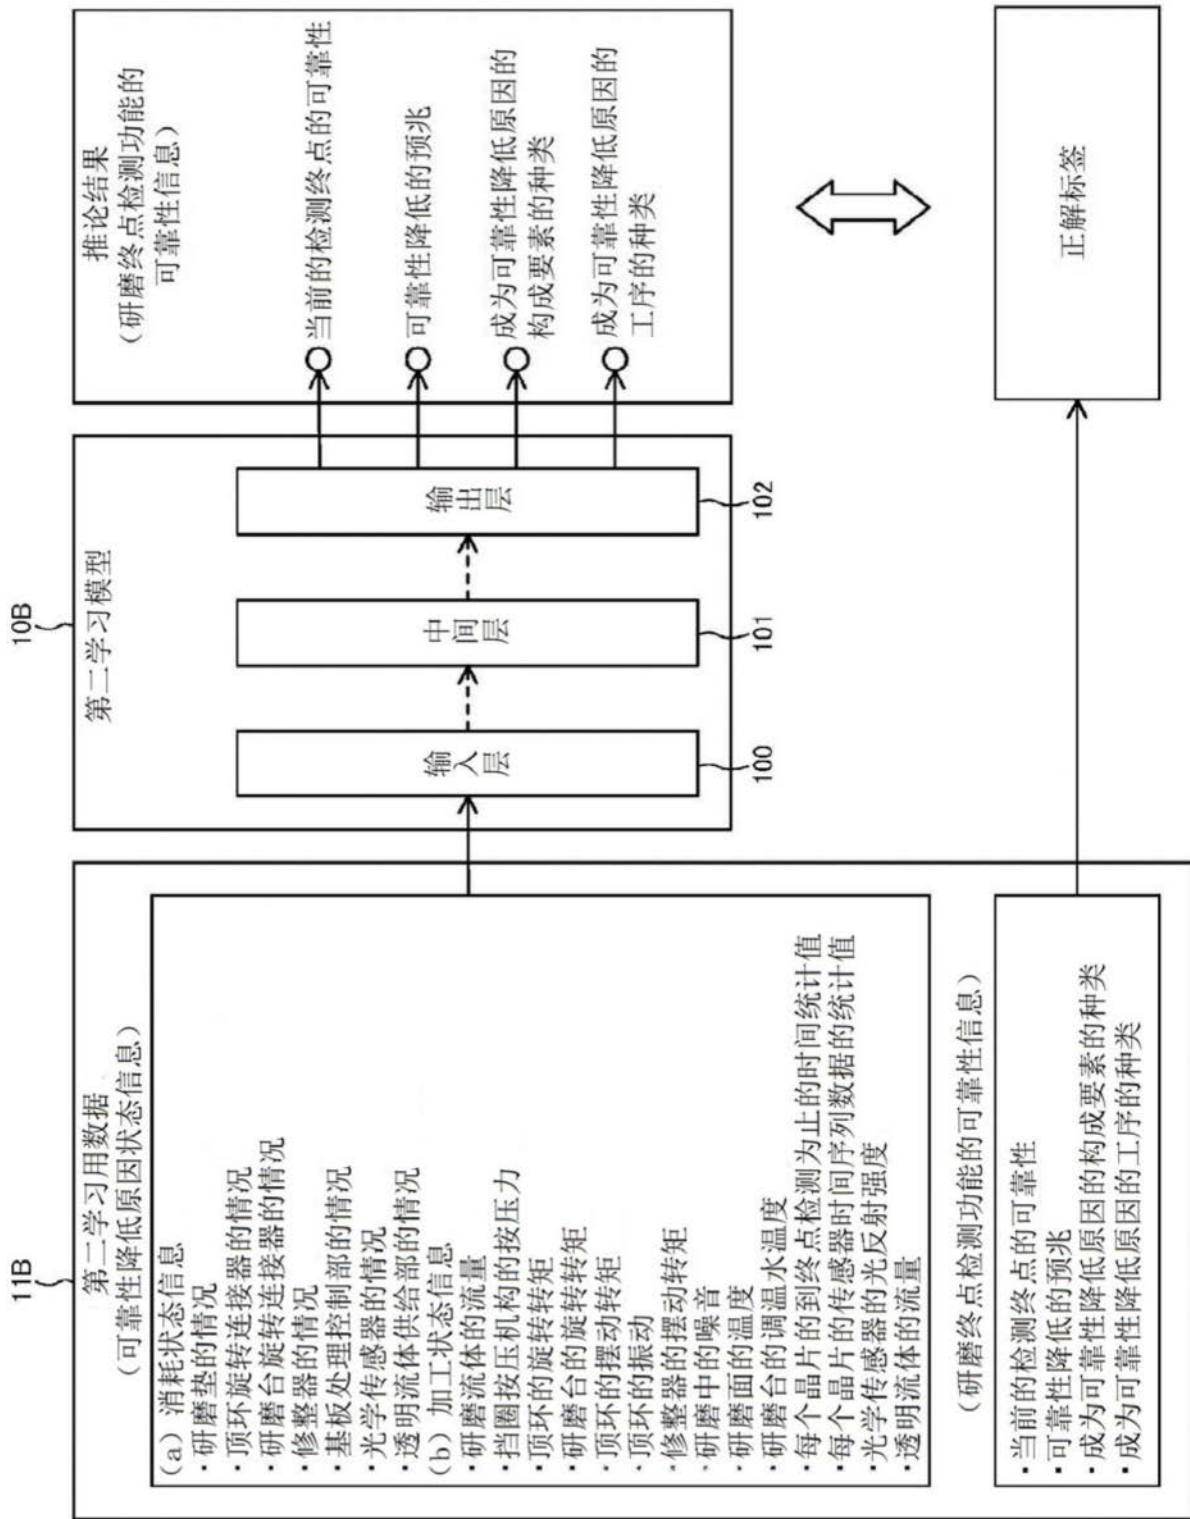 11B
第二学习用数据
(可靠性降低原因状态信息)
(a) 消耗状态信息
·研磨垫的情况
·顶环旋转连接器的情况
·研磨台旋转连接器的情况
·修整器的情况
·基板处理控制部的情况
·光学传感器的情况
·透明流体供给部的情况
(b) 加工状态信息
·研磨流体的流量
·挡圈按压机构的按压力
·顶环的旋转转矩
·研磨台的旋转转矩
·顶环的摆动转矩
·顶环的振动
·修整器的摆动转矩
·研磨中的噪音
·研磨面的温度
·研磨台的调温水温度
·每个晶片的到终点检测为止的时间统计值
·每个晶片的传感器时间序列数据的统计值
·光学传感器的光反射强度
·透明流体的流量
(研磨终点检测功能的可靠性信息)
·当前的检测终点的可靠性
·可靠性降低的预兆
·成为可靠性降低原因的构成要素的种类
·成为可靠性降低原因的工序的种类
10B
第二学习模型
输入层
100
中间层
101
输出层
102
推论结果
(研磨终点检测功能的
可靠性信息)
当前的检测终点的可靠性
可靠性降低的预兆
成为可靠性降低原因的
构成要素的种类
成为可靠性降低原因的
工序的种类
正解标签